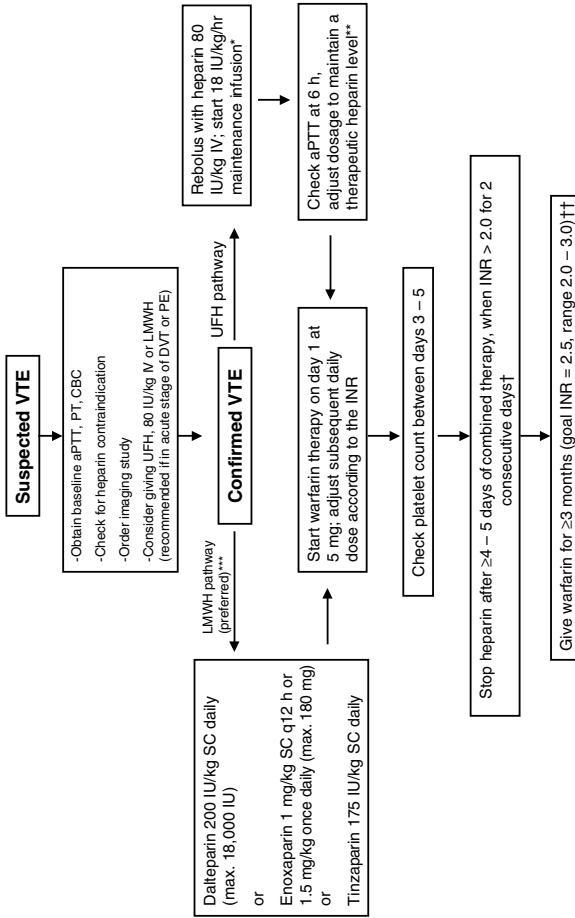 Suspected VTE
-Obtain baseline aPTT, PT, CBC
-Check for heparin contraindication
-Order imaging study
-Consider giving UFH, 80 IU/kg IV or LMWH
(recommended if in acute stage of DVT or PE)
Confirmed VTE
LMWH pathway
(preferred)***
UFH pathway
Dalteparin 200 IU/kg SC daily
(max. 18,000 IU)
or
Enoxaparin 1 mg/kg SC q12 h or
1.5 mg/kg once daily (max. 180 mg)
or
Tinzaparin 175 IU/kg SC daily
Rebolus with heparin 80
IU/kg IV; start 18 IU/kg/hr
maintenance infusion*
Check aPTT at 6 h,
adjust dosage to maintain a
therapeutic heparin level**
Start warfarin therapy on day 1 at
5 mg; adjust subsequent daily
dose according to the INR
Check platelet count between days 3 – 5
Stop heparin after ≥4 – 5 days of combined therapy, when INR > 2.0 for 2
consecutive days†
Give warfarin for ≥3 months (goal INR = 2.5, range 2.0 – 3.0)††